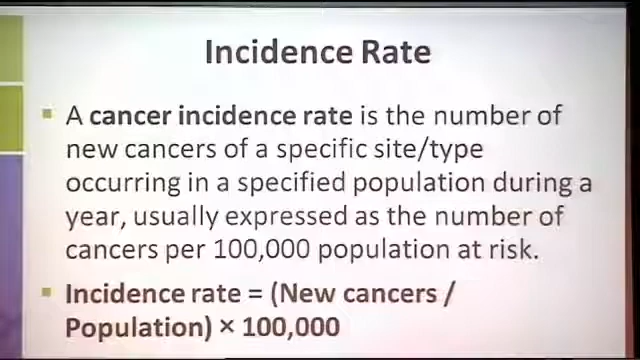 Incidence Rate
A cancer incidence rate is the number of
new cancers of a specific site/type
occurring in a specified population during a
year, usually expressed as the number of
cancers per 100,000 population at risk.
Incidence rate = (New cancers /
Population) × 100,000